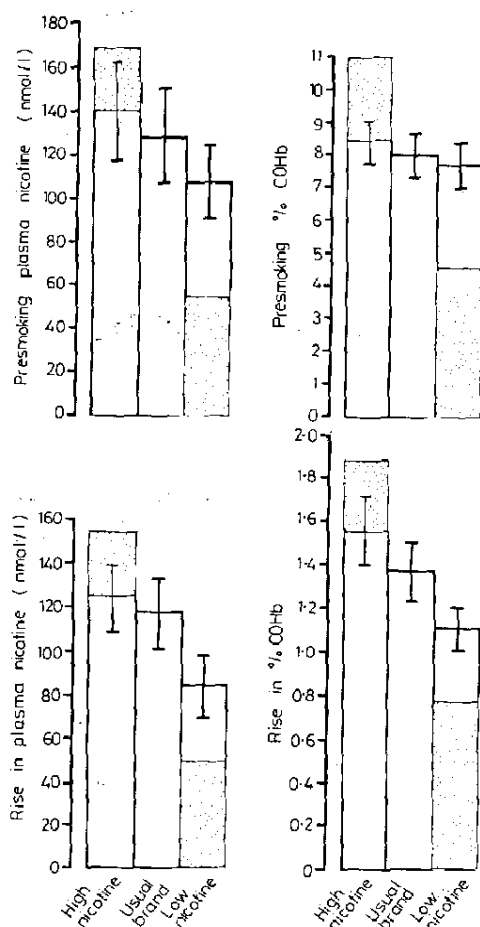 Presmoking plasma nicotine (nmol/l)
180
160
140
120
100
80
60
40
20
0
Presmoking % COHb
11
10
9
8
7
6
5
4
3
2
1
0
Rise in plasma nicotine (nmol/l)
160
140
120
100
80
60
40
20
0
High
nicotine
Usual
brand
Low
nicotine
Rise in % COHb
2·0
1·8
1·6
1·4
1·2
1·0
0·8
0·6
0·4
0·2
0
High
nicotine
Usual
brand
Low
nicotine